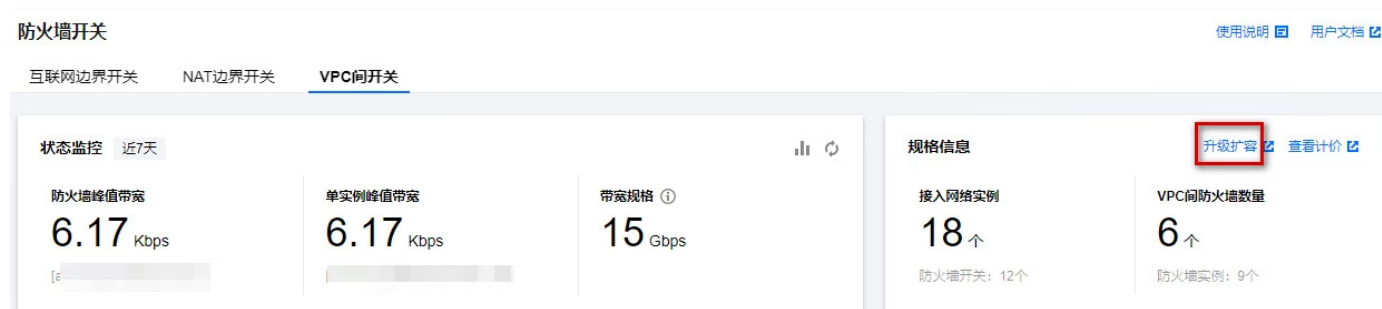 防火墙开关
使用说明 用户文档
互联网边界开关 NAT边界开关 VPC间开关
状态监控 近7天
规格信息 升级扩容 查看计价
防火墙峰值带宽 单实例峰值带宽 带宽规格
6.17 Kbps 6.17 Kbps 15 Gbps
接入网络实例 VPC间防火墙数量
18 个 6 个
防火墙开关：12个 防火墙实例：9个